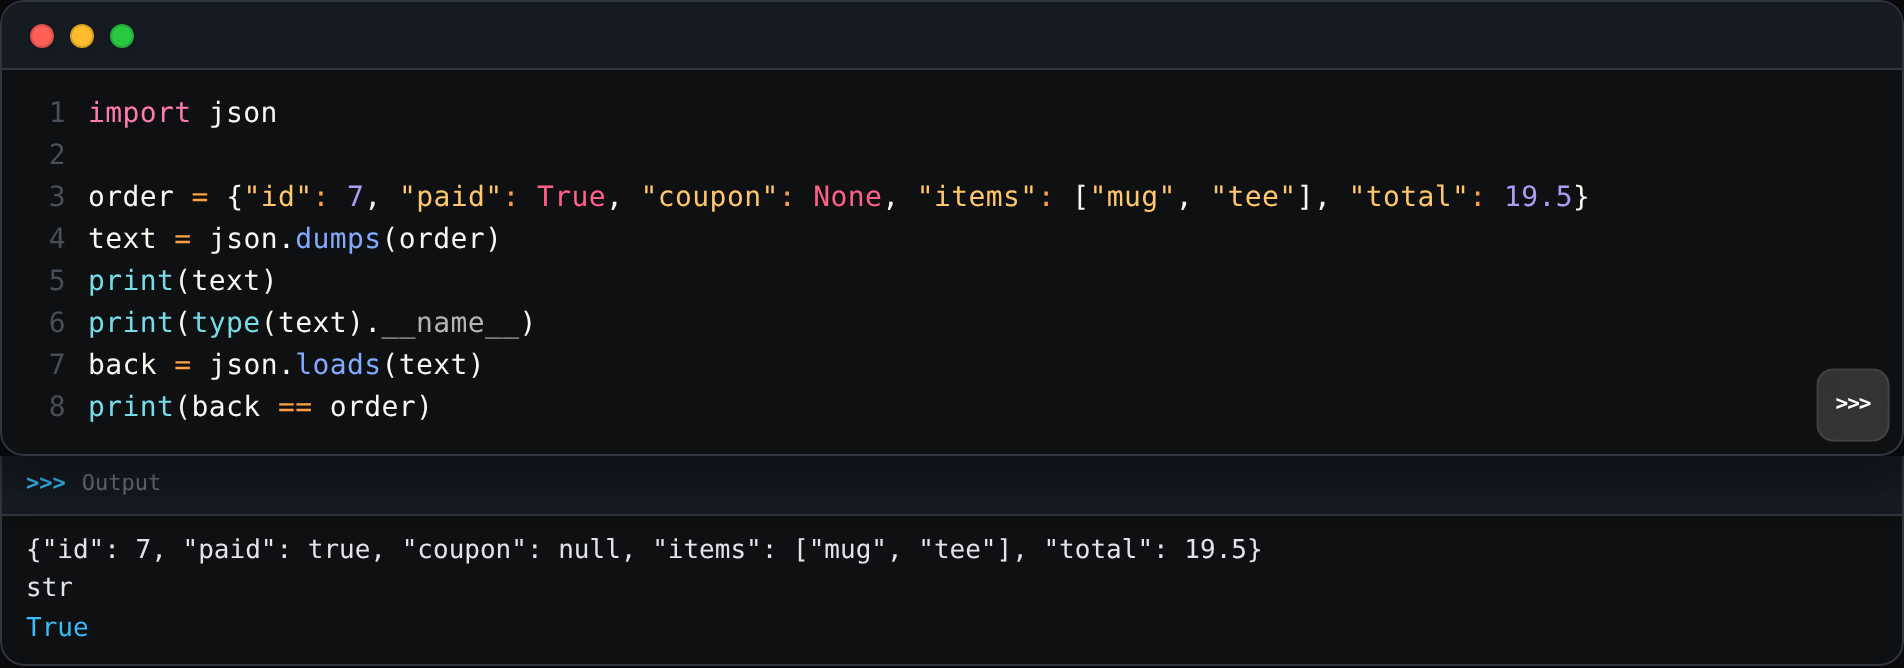 1 import json
2
3 order = {"id": 7, "paid": True, "coupon": None, "items": ["mug", "tee"], "total": 19.5}
4 text = json.dumps(order)
5 print(text)
6 print(type(text).__name__)
7 back = json.loads(text)
8 print(back == order)
>>>
>>> Output
{"id": 7, "paid": true, "coupon": null, "items": ["mug", "tee"], "total": 19.5}
str
True